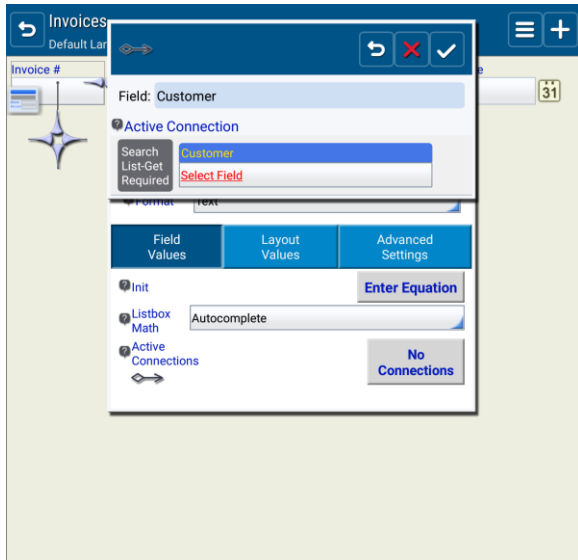 Invoices
Default Lar
Invoice #
e
31
Field: Customer
Active Connection
Search
List-Get
Required
Customer
Select Field
Format Text
Field
Values
Layout
Values
Advanced
Settings
Init
Enter Equation
Listbox
Math
Autocomplete
Active
Connections
No
Connections